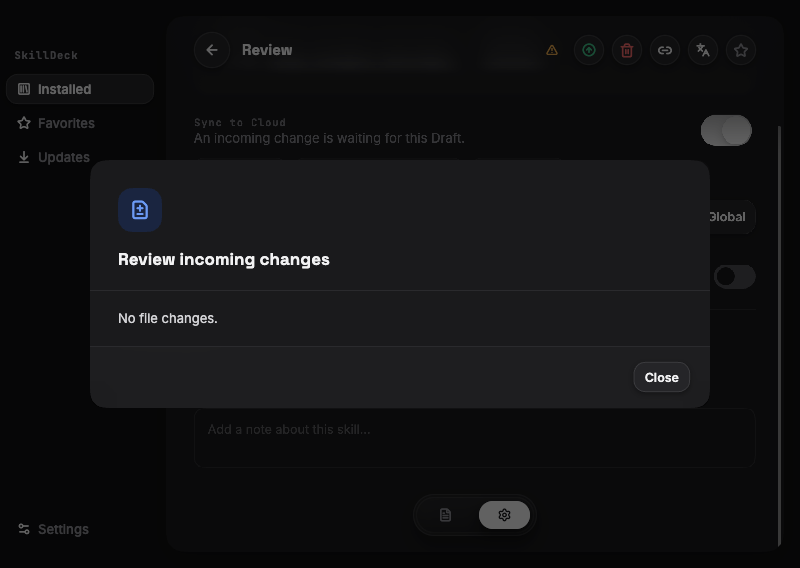 SkillDeck
Review
Installed
Favorites
Updates
Sync to Cloud
An incoming change is waiting for this Draft.
Global
Review incoming changes
No file changes.
Close
Add a note about this skill...
Settings